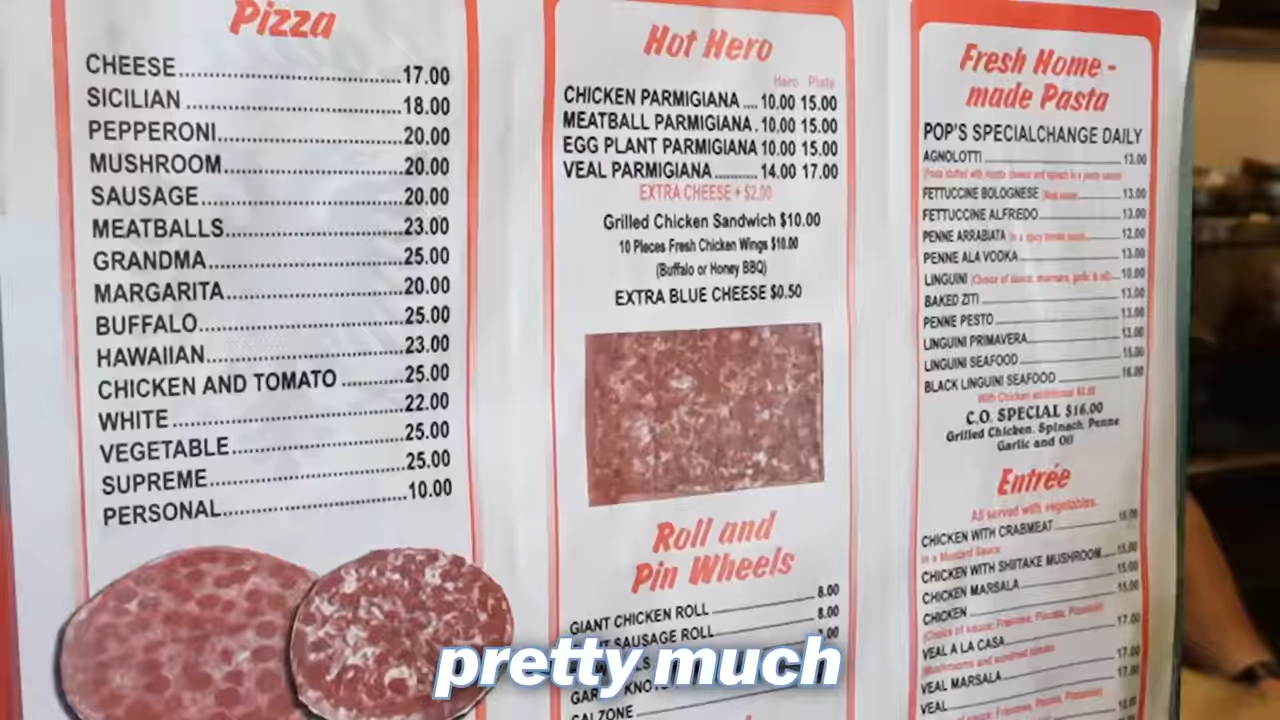 Pizza
CHEESE 17.00
SICILIAN 18.00
PEPPERONI 20.00
MUSHROOM 20.00
SAUSAGE 20.00
MEATBALLS 23.00
GRANDMA 25.00
MARGARITA 20.00
BUFFALO 25.00
HAWAIIAN 23.00
CHICKEN AND TOMATO 25.00
WHITE 22.00
VEGETABLE 25.00
SUPREME 25.00
PERSONAL 10.00
Hot Hero
Hero Plate
CHICKEN PARMIGIANA .... 10.00 15.00
MEATBALL PARMIGIANA . 10.00 15.00
EGG PLANT PARMIGIANA 10.00 15.00
VEAL PARMIGIANA 14.00 17.00
EXTRA CHEESE + $2.00
Grilled Chicken Sandwich $10.00
10 Pieces Fresh Chicken Wings $10.00
(Buffalo or Honey BBQ)
EXTRA BLUE CHEESE $0.50
Roll and
Pin Wheels
GIANT CHICKEN ROLL 8.00
SAUSAGE ROLL 8.00
CALZONE
Fresh Home -
made Pasta
POP'S SPECIALCHANGE DAILY
AGNOLOTTI 13.00
FETTUCCINE BOLOGNESE 13.00
FETTUCCINE ALFREDO 13.00
PENNE ARRABIATA 12.00
PENNE ALA VODKA 13.00
LINGUINI 10.00
BAKED ZITI 13.00
PENNE PESTO 13.00
LINGUINI PRIMAVERA 13.00
LINGUINI SEAFOOD 15.00
BLACK LINGUINI SEAFOOD 16.00
C.O. SPECIAL $16.00
Grilled Chicken, Spinach, Penne
Garlic and Oil
Entrée
All served with vegetables.
CHICKEN WITH CRABMEAT
in a Mustard Sauce
CHICKEN WITH SHIITAKE MUSHROOM 15.00
CHICKEN MARSALA 15.00
CHICKEN 15.00
VEAL A LA CASA 17.00
VEAL MARSALA 17.00
VEAL 17.00
pretty much